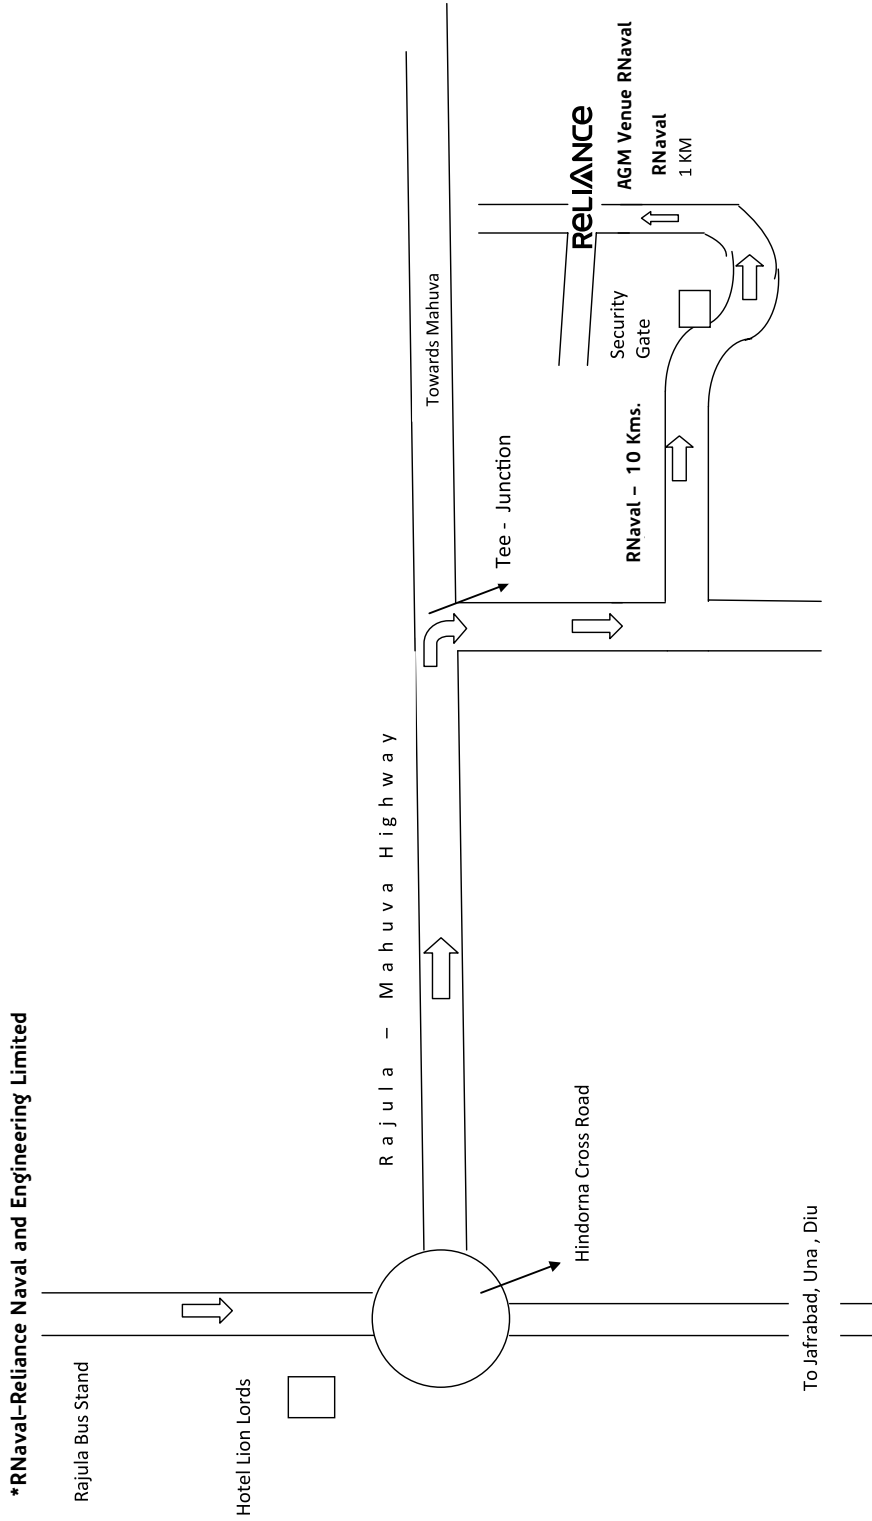 *RNaval–Reliance Naval and Engineering Limited
Rajula Bus Stand
Hotel Lion Lords
Rajula – Mahuva Highway
Towards Mahuva
Tee - Junction
Hindorna Cross Road
RELIANCE
Security
Gate
AGM Venue RNaval
RNaval
1 KM
RNaval – 10 Kms.
To Jafrabad, Una , Diu